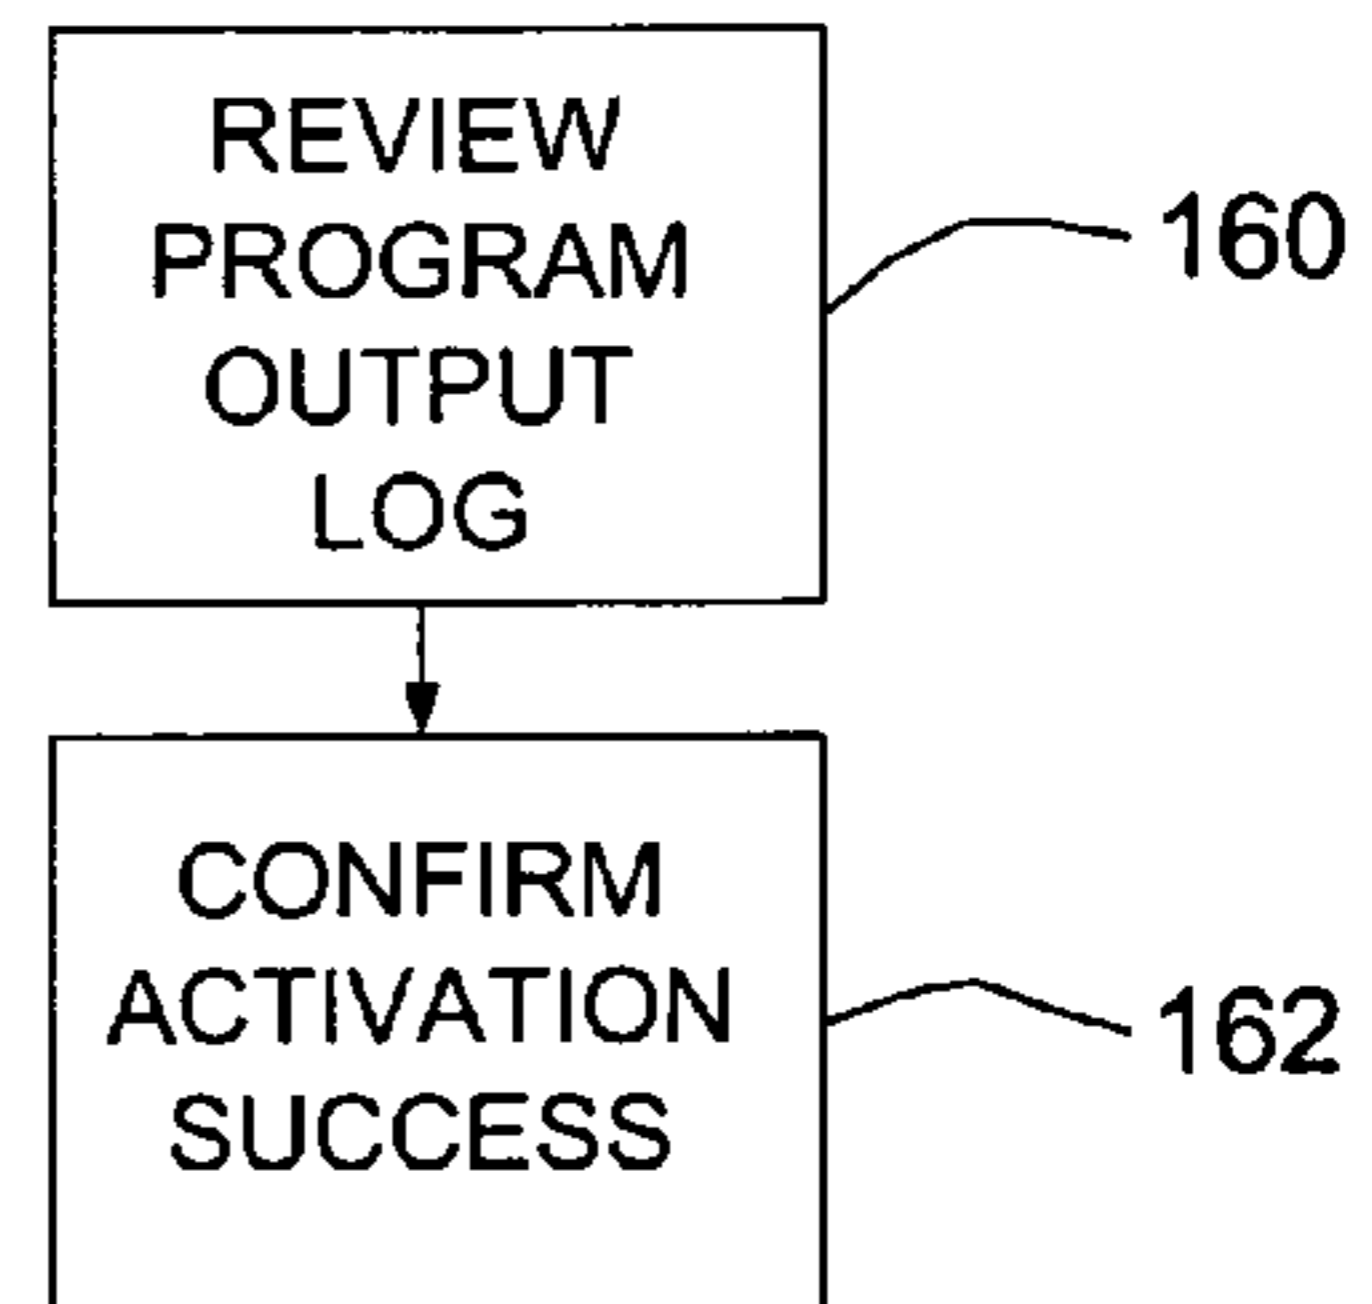 REVIEW
PROGRAM
OUTPUT
LOG
160
CONFIRM
ACTIVATION
SUCCESS
162